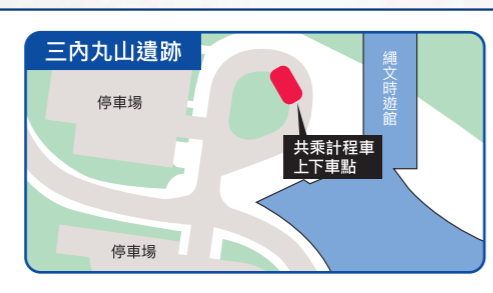 三內丸山遺跡
停車場
繩文時遊館
共乘計程車
上下車點
停車場